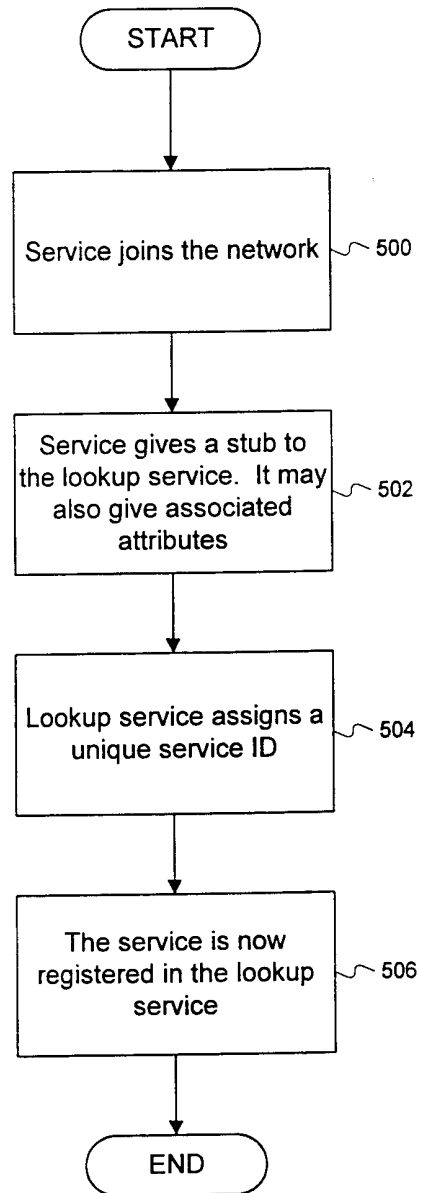 START
Service joins the network
500
Service gives a stub to
the lookup service. It may
also give associated
attributes
502
Lookup service assigns a
unique service ID
504
The service is now
registered in the lookup
service
506
END